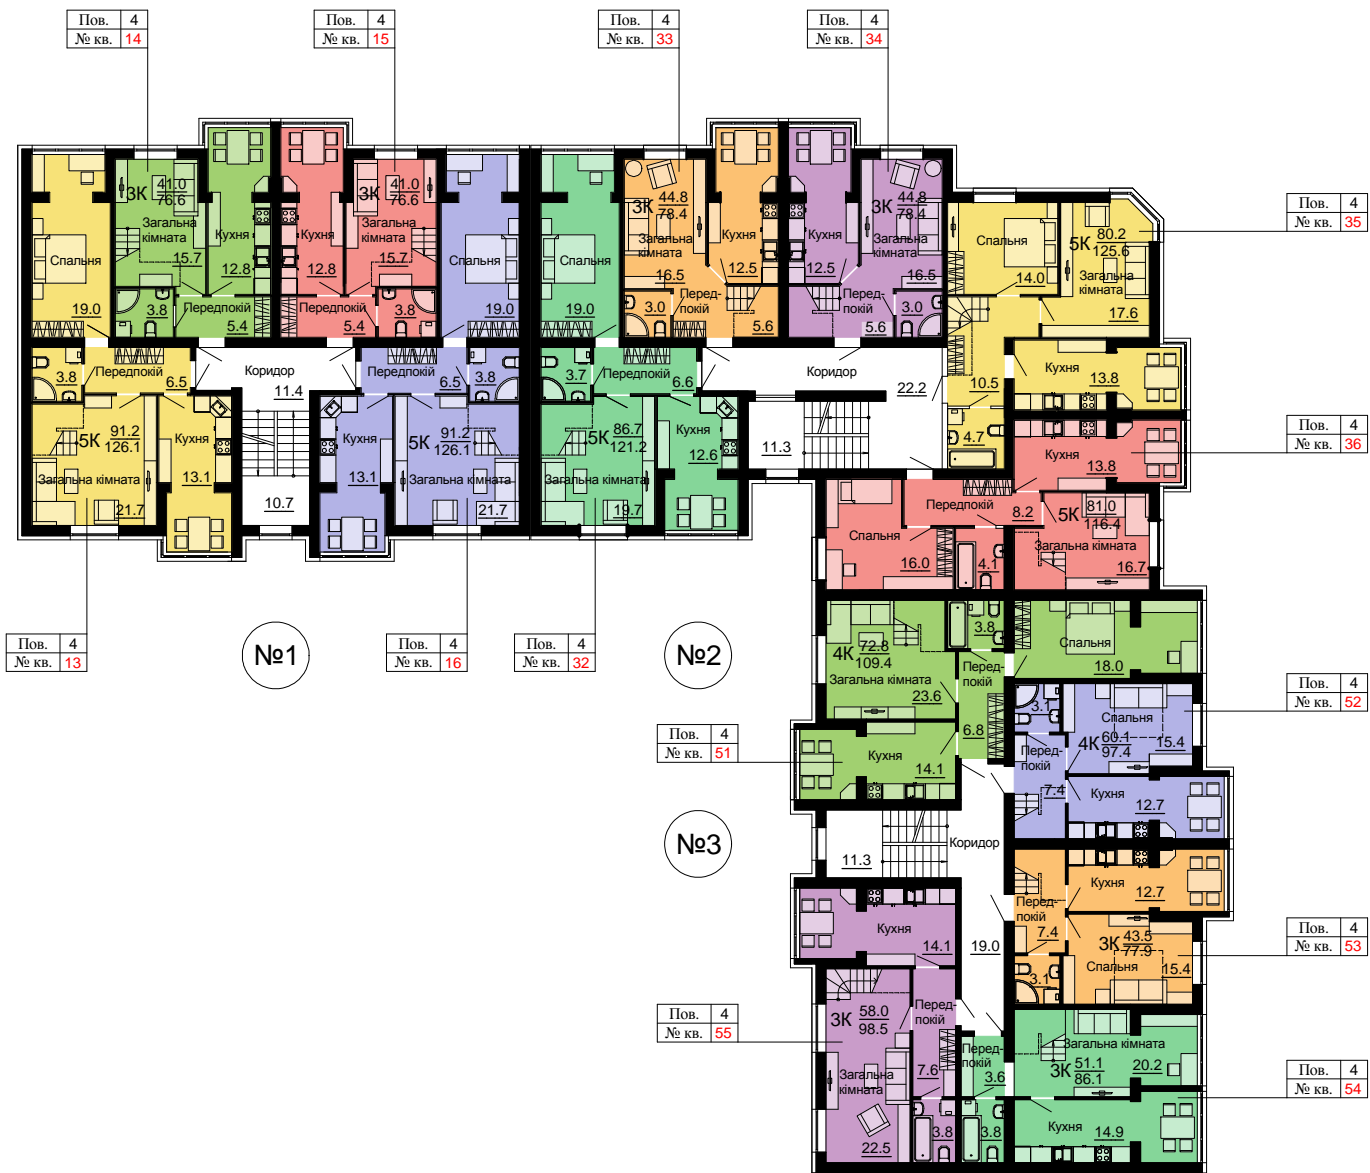 Пов. 4
№ кв. 14
Пов. 4
№ кв. 15
Пов. 4
№ кв. 33
Пов. 4
№ кв. 34
Пов. 4
№ кв. 35
Пов. 4
№ кв. 36
Спальня
19.0
3К 41.0
76.6
Загальна
кімната
15.7
Кухня
12.8
3.8
Передпокій
5.4
Кухня
12.8
3К 41.0
76.6
Загальна
кімната
15.7
Передпокій
5.4
3.8
Спальня
19.0
Спальня
19.0
3К 44.8
78.4
Загальна
кімната
16.5
Кухня
12.5
3.0
Перед-
покій
5.6
Кухня
12.5
3К 44.8
78.4
Загальна
кімната
16.5
Перед-
покій
5.6
3.0
Спальня
14.0
5К 80.2
125.6
Загальна
кімната
17.6
Кухня
13.8
10.5
4.7
3.8
Передпокій
6.5
Коридор
11.4
Передпокій
6.5
3.8
3.7
Передпокій
6.6
Коридор
22.2
5К 91.2
126.1
Загальна кімната
21.7
Кухня
13.1
10.7
Кухня
13.1
5К 91.2
126.1
Загальна кімната
21.7
5К 86.7
121.2
Загальна кімната
19.7
Кухня
12.6
11.3
Кухня
13.8
Передпокій
8.2
5К 81.0
116.4
Загальна кімната
16.7
Спальня
16.0
4.1
Пов. 4
№ кв. 13
№1
Пов. 4
№ кв. 16
Пов. 4
№ кв. 32
№2
4К 72.8
109.4
Загальна кімната
23.6
3.8
Перед-
покій
6.8
Спальня
18.0
Пов. 4
№ кв. 52
Пов. 4
№ кв. 51
Кухня
14.1
3.1
Спальня
4К 60.1
97.4
15.4
Перед-
покій
7.4
Кухня
12.7
№3
11.3
Коридор
19.0
Кухня
12.7
Перед-
покій
7.4
3К 43.5
77.9
Спальня
15.4
3.1
Пов. 4
№ кв. 53
Кухня
14.1
Пов. 4
№ кв. 55
3К 58.0
98.5
Перед-
покій
7.6
Загальна
кімната
22.5
3.8
Перед-
покій
3.6
3.8
Загальна кімната
3К 51.1
86.1
20.2
Кухня
14.9
Пов. 4
№ кв. 54